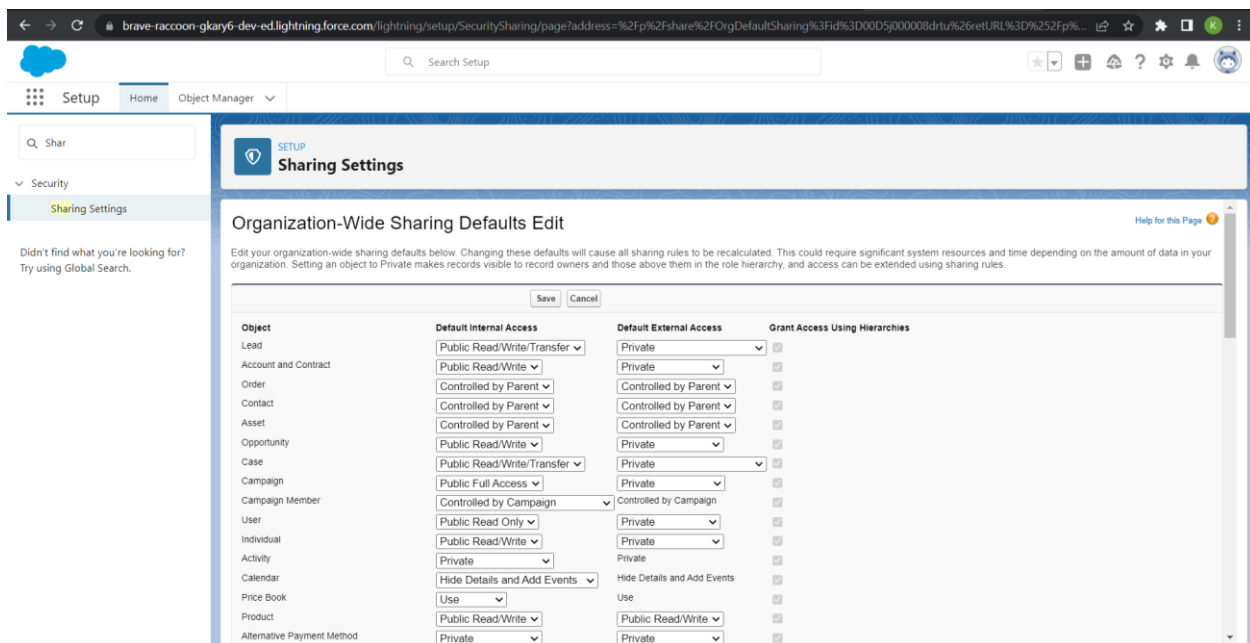 brave-raccoon-gkary6-dev-ed.lightning.force.com/lightning/setup/SecuritySharing/page?address=%2Fp%2Fshare%2FOrgDefaultSharing%3Fid%3D00D5j000008drtu%26retURL%3D%252Fp%... K
Search Setup
Setup Home Object Manager
Shar
Security
Sharing Settings
Didn't find what you're looking for?
Try using Global Search.
SETUP
Sharing Settings
Organization-Wide Sharing Defaults Edit
Help for this Page ?
Edit your organization-wide sharing defaults below. Changing these defaults will cause all sharing rules to be recalculated. This could require significant system resources and time depending on the amount of data in your
organization. Setting an object to Private makes records visible to record owners and those above them in the role hierarchy, and access can be extended using sharing rules.
Save Cancel
Object Default Internal Access Default External Access Grant Access Using Hierarchies
Lead Public Read/Write/Transfer Private
Account and Contract Public Read/Write Private
Order Controlled by Parent Controlled by Parent
Contact Controlled by Parent Controlled by Parent
Asset Controlled by Parent Controlled by Parent
Opportunity Public Read/Write Private
Case Public Read/Write/Transfer Private
Campaign Public Full Access Private
Campaign Member Controlled by Campaign Controlled by Campaign
User Public Read Only Private
Individual Public Read/Write Private
Activity Private Private
Calendar Hide Details and Add Events Hide Details and Add Events
Price Book Use Use
Product Public Read/Write Public Read/Write
Alternative Payment Method Private Private